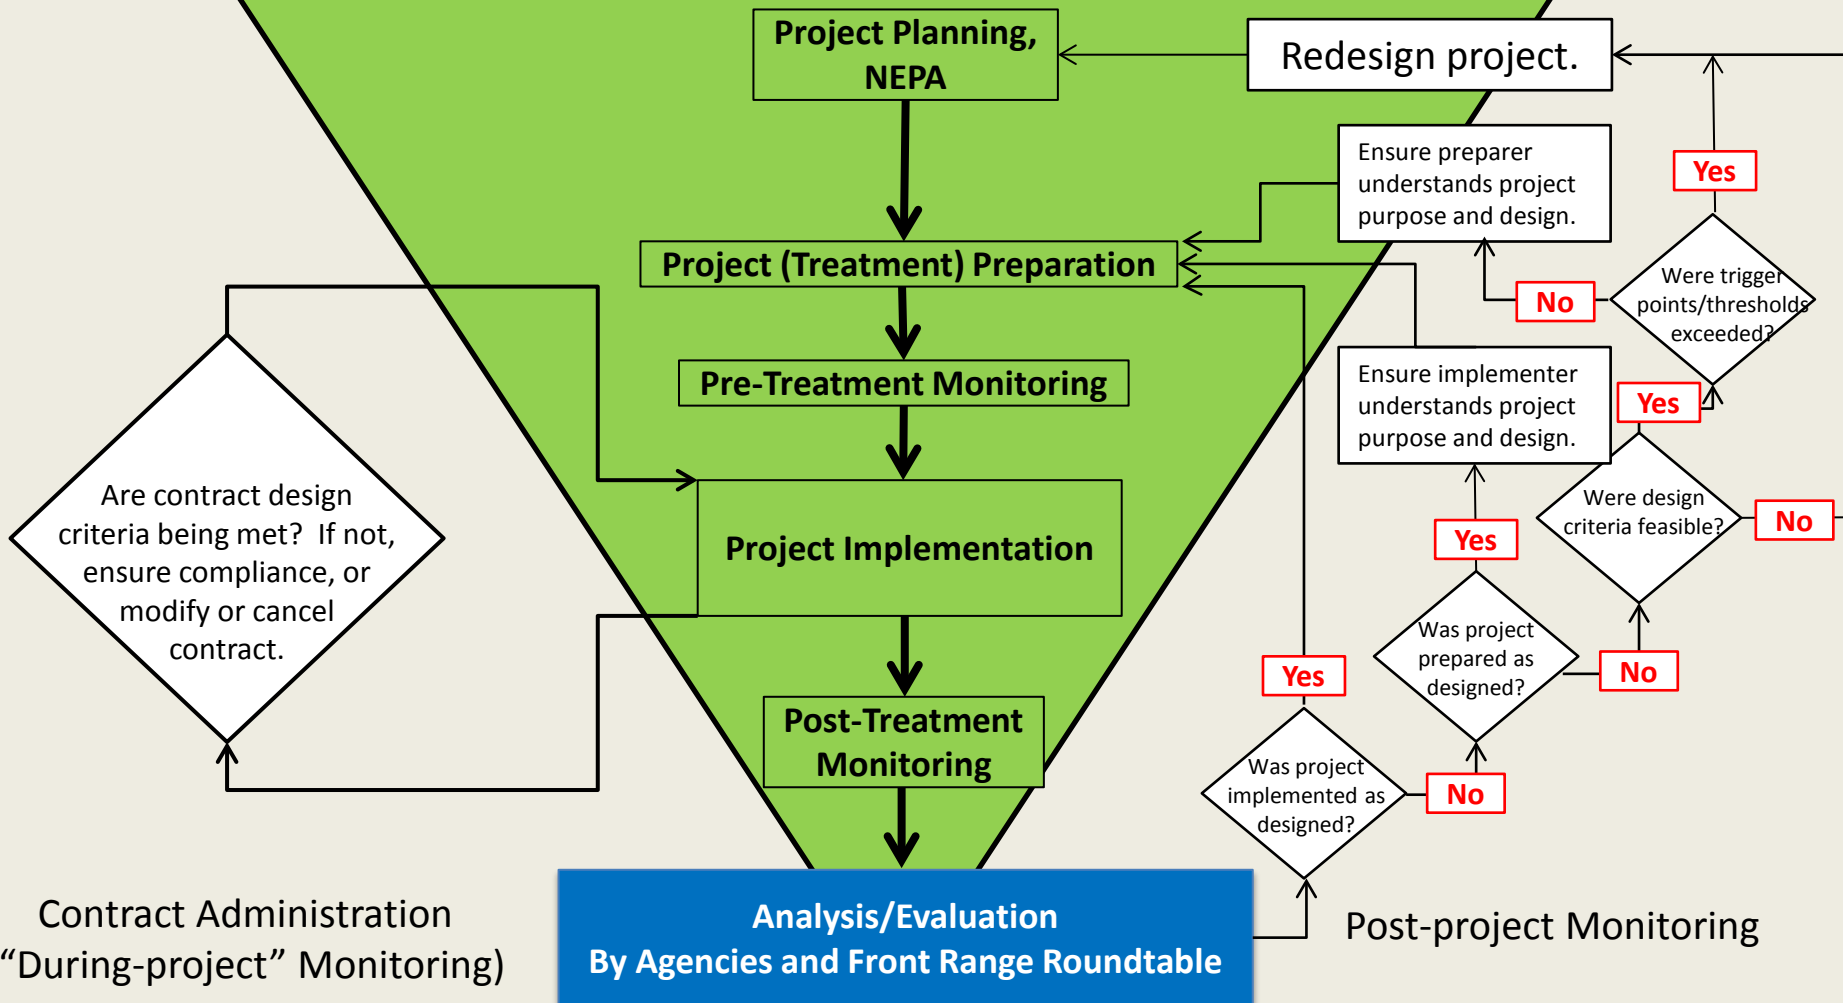 Project Planning,
NEPA
Redesign project.
Ensure preparer
understands project
purpose and design.
Yes
Project (Treatment) Preparation
Were trigger
points/thresholds
exceeded?
No
Pre-Treatment Monitoring
Ensure implementer
understands project
purpose and design.
Yes
Are contract design
criteria being met?  If not,
ensure compliance, or
modify or cancel
contract.
Project Implementation
Were design
criteria feasible?
No
Yes
Was project
prepared as
designed?
No
Yes
Post-Treatment
Monitoring
Was project
implemented as
designed?
No
Contract Administration
“During-project” Monitoring)
Analysis/Evaluation
By Agencies and Front Range Roundtable
Post-project Monitoring